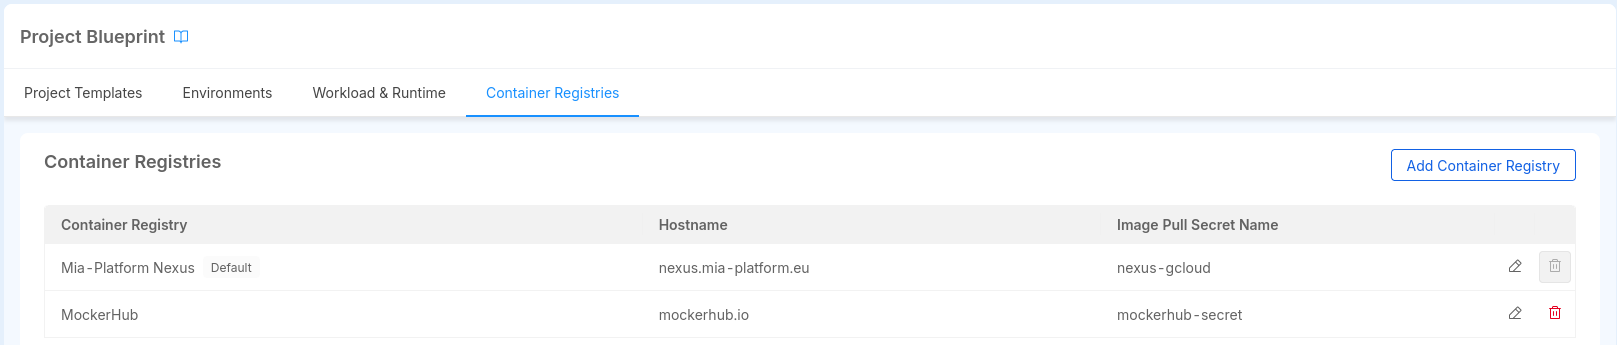 Project Blueprint
Project Templates Environments Workload & Runtime Container Registries
Container Registries
Add Container Registry
Container Registry Hostname Image Pull Secret Name
Mia-Platform Nexus Default nexus.mia-platform.eu nexus-gcloud
MockerHub mockerhub.io mockerhub-secret